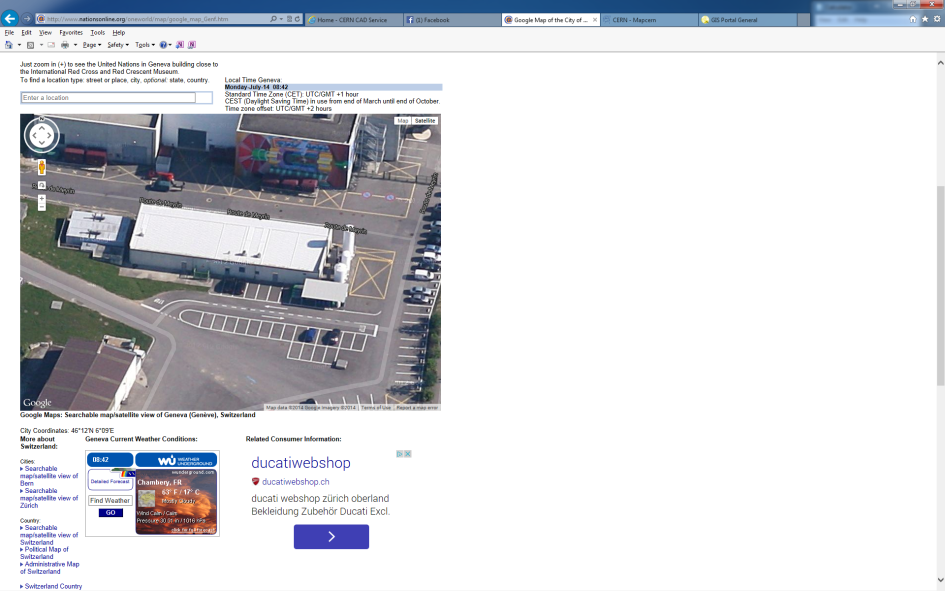 http://www.nationsonline.org/oneworld/map/google_map_Genf.htm
Home - CERN CAD Service
(1) Facebook
Google Map of the City of ...
CERN - Mapcern
GIS Portal General
File Edit View Favorites Tools Help
Page Safety Tools
Just zoom in (+) to see the United Nations in Geneva building close to
the International Red Cross and Red Crescent Museum.
To find a location type: street or place, city, optional: state, country.
Enter a location
Local Time Geneva:
Monday-July-14 08:42
Standard Time Zone (CET): UTC/GMT +1 hour
CEST (Daylight Saving Time) in use from end of March until end of October.
Time zone offset: UTC/GMT +2 hours
Map Satellite
Route de Meyrin
Route de Meyrin
Route de Meyrin
Route de Meyrin
Google
Map data ©2014 Google Imagery ©2014 Terms of Use Report a map error
Google Maps: Searchable map/satellite view of Geneva (Genève), Switzerland
City Coordinates: 46°12'N 6°09'E
More about
Switzerland:
Cities:
Searchable
map/satellite view of
Bern
Searchable
map/satellite view of
Zürich
Country:
Searchable
map/satellite view of
Switzerland
Political Map of
Switzerland
Administrative Map
of Switzerland
Switzerland Country
Geneva Current Weather Conditions:
08:42
WEATHER
UNDERGROUND
wunderground.com
Detailed Forecast
Find Weather
GO
Chambery, FR
63° F / 17° C
Mostly Cloudy
Wind Calm / Calm
Pressure 30.01 in / 1016 hPa
click for forecast
Related Consumer Information:
ducatiwebshop
ducatiwebshop.ch
ducati webshop zürich oberland
Bekleidung Zubehör Ducati Excl.